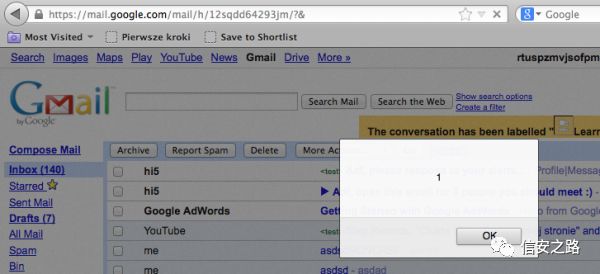 https://mail.google.com/mail/h/12sqdd64293jm/?&
Google
Most Visited
Pierwsze kroki
Save to Shortlist
Search Images Maps Play YouTube News Gmail Drive More »
rtuspzmvjsofpm
Gmail
by Google
Search Mail
Search the Web
Show search options
Create a filter
The conversation has been labelled "
Learn
Compose Mail
Archive
Report Spam
Delete
More
Inbox (140)
hi5
Profile|Message
Starred
hi5
meet :)
Sent Mail
Google AdWords
Getting Started with Google AdWords
from Google
Drafts (7)
YouTube
stronie" and
All Mail
me
asdsd
Spam
me
asdsd - asdad
Bin
1
OK
信安之路